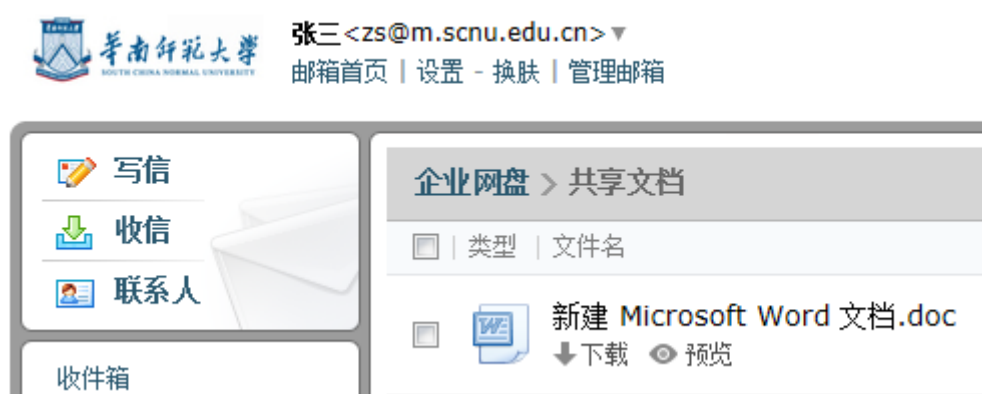 华南师范大学
SOUTH CHINA NORMAL UNIVERSITY
张三<zs@m.scnu.edu.cn>▼
邮箱首页 | 设置 - 换肤 | 管理邮箱
写信
收信
联系人
收件箱
企业网盘 > 共享文档
| 类型 | 文件名
新建 Microsoft Word 文档.doc
下载 预览